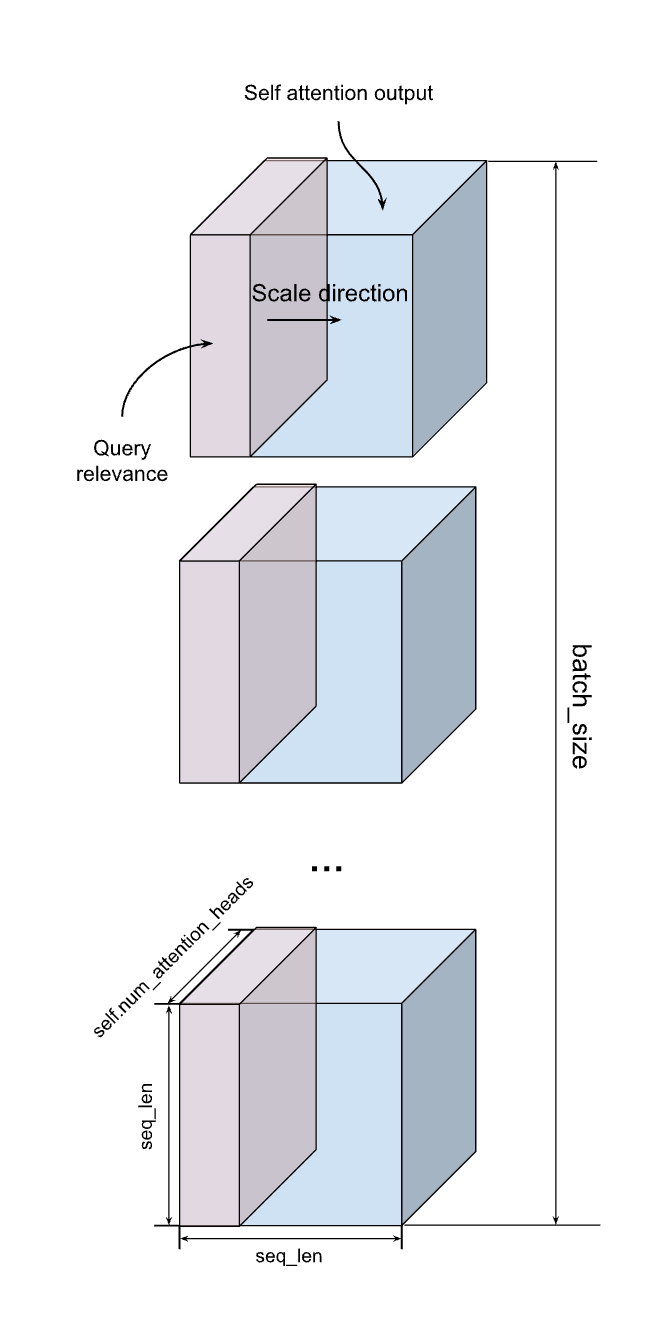 Self attention output
Scale direction
Query
relevance
batch_size
...
self.num_attention_heads
seq_len
seq_len